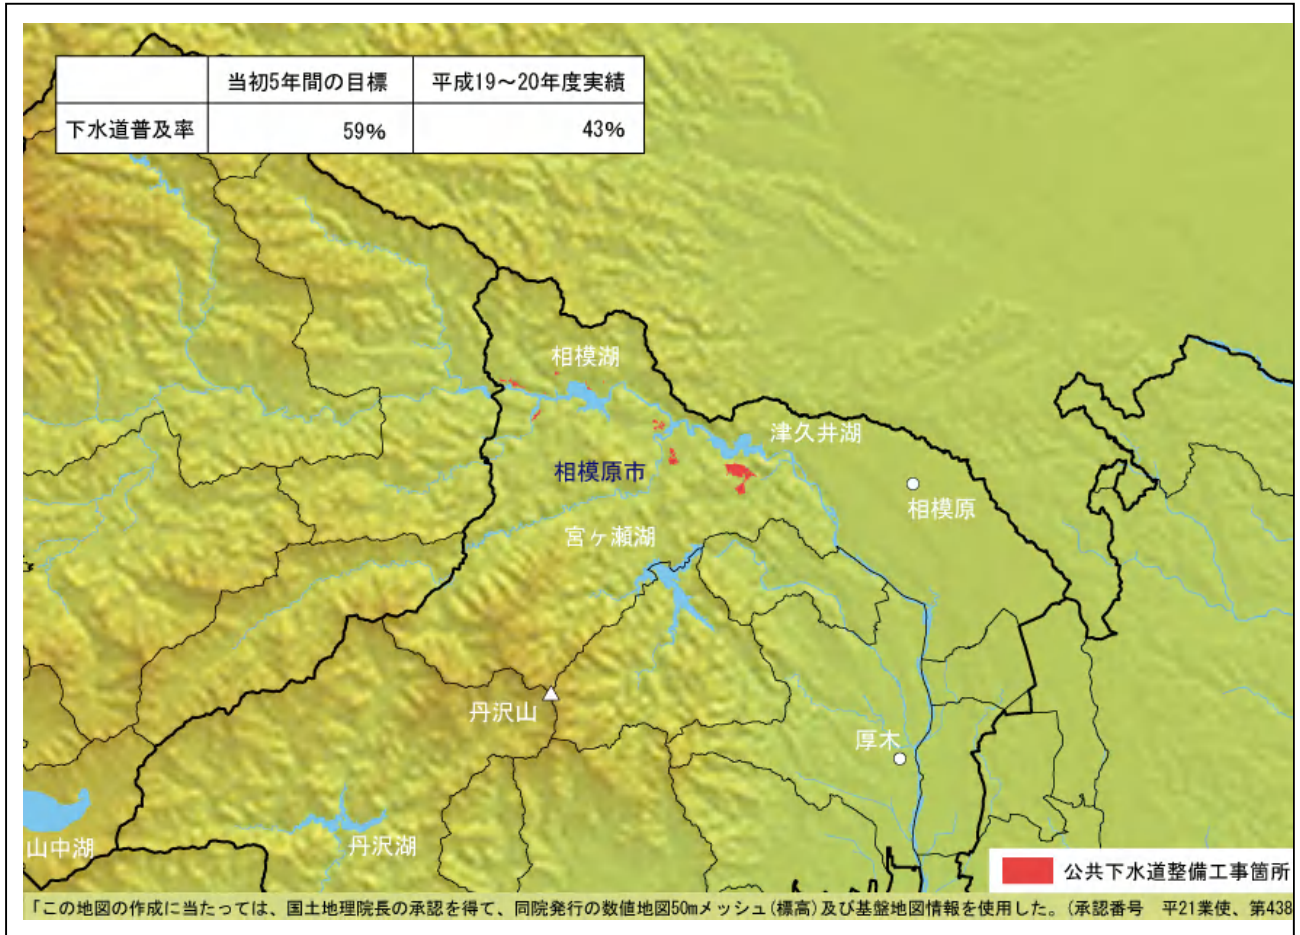 当初5年間の目標 平成19～20年度実績
下水道普及率 59% 43%
相模湖
津久井湖
相模原市
相模原
宮ヶ瀬湖
丹沢山
厚木
山中湖
丹沢湖
公共下水道整備工事箇所
「この地図の作成に当たっては、国土地理院長の承認を得て、同院発行の数値地図50mメッシュ(標高)及び基盤地図情報を使用した。(承認番号 平21業使、第438